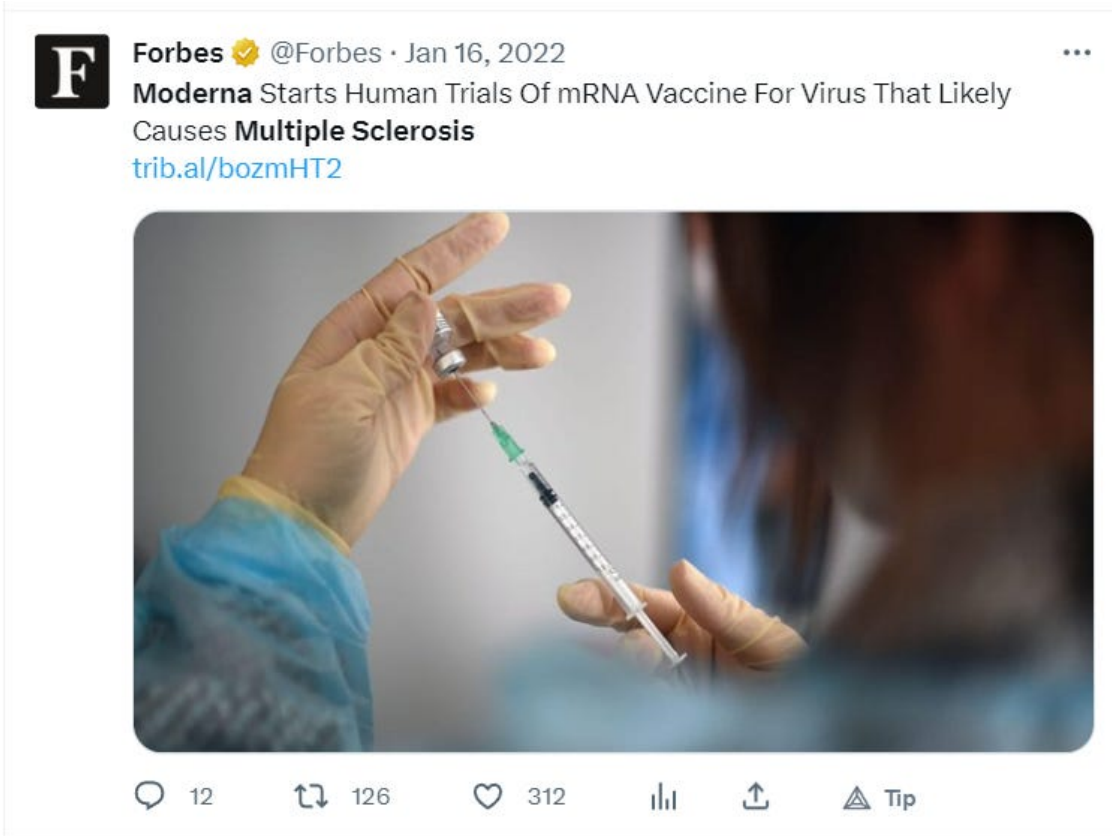 F
Forbes @Forbes · Jan 16, 2022
Moderna Starts Human Trials Of mRNA Vaccine For Virus That Likely
Causes Multiple Sclerosis
trib.al/bozmHT2
12 126 312 Tip